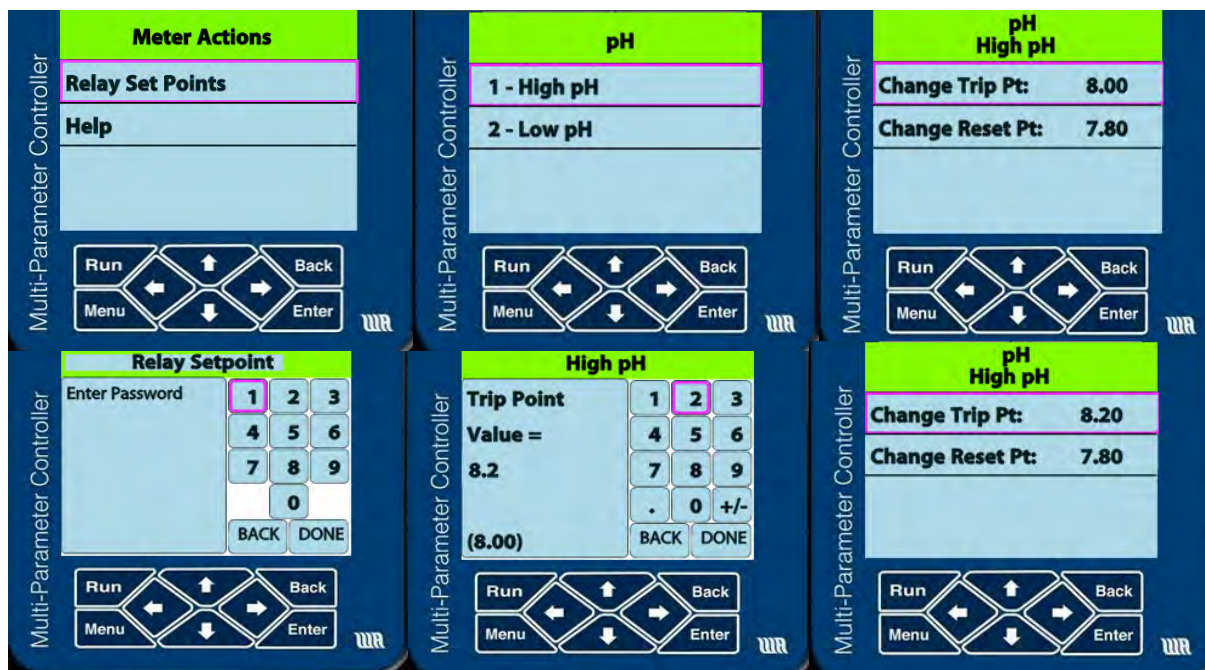 Multi-Parameter Controller
Meter Actions
Relay Set Points
Help
Run
Back
Menu
Enter
Multi-Parameter Controller
pH
1 - High pH
2 - Low pH
Run
Back
Menu
Enter
Multi-Parameter Controller
pH
High pH
Change Trip Pt: 8.00
Change Reset Pt: 7.80
Run
Back
Menu
Enter
Multi-Parameter Controller
Relay Setpoint
Enter Password
1 2 3
4 5 6
7 8 9
0
BACK DONE
Run
Back
Menu
Enter
Multi-Parameter Controller
High pH
Trip Point
Value =
8.2
(8.00)
1 2 3
4 5 6
7 8 9
. 0 +/-
BACK DONE
Run
Back
Menu
Enter
Multi-Parameter Controller
pH
High pH
Change Trip Pt: 8.20
Change Reset Pt: 7.80
Run
Back
Menu
Enter